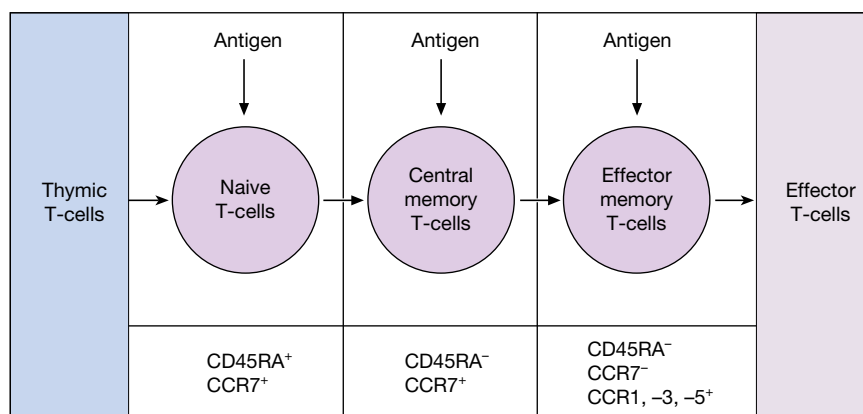 Antigen
Antigen
Antigen
Thymic
T-cells
Naive
T-cells
Central
memory
T-cells
Effector
memory
T-cells
Effector
T-cells
CD45RA⁺
CCR7⁺
CD45RA⁻
CCR7⁺
CD45RA⁻
CCR7⁻
CCR1, –3, –5⁺